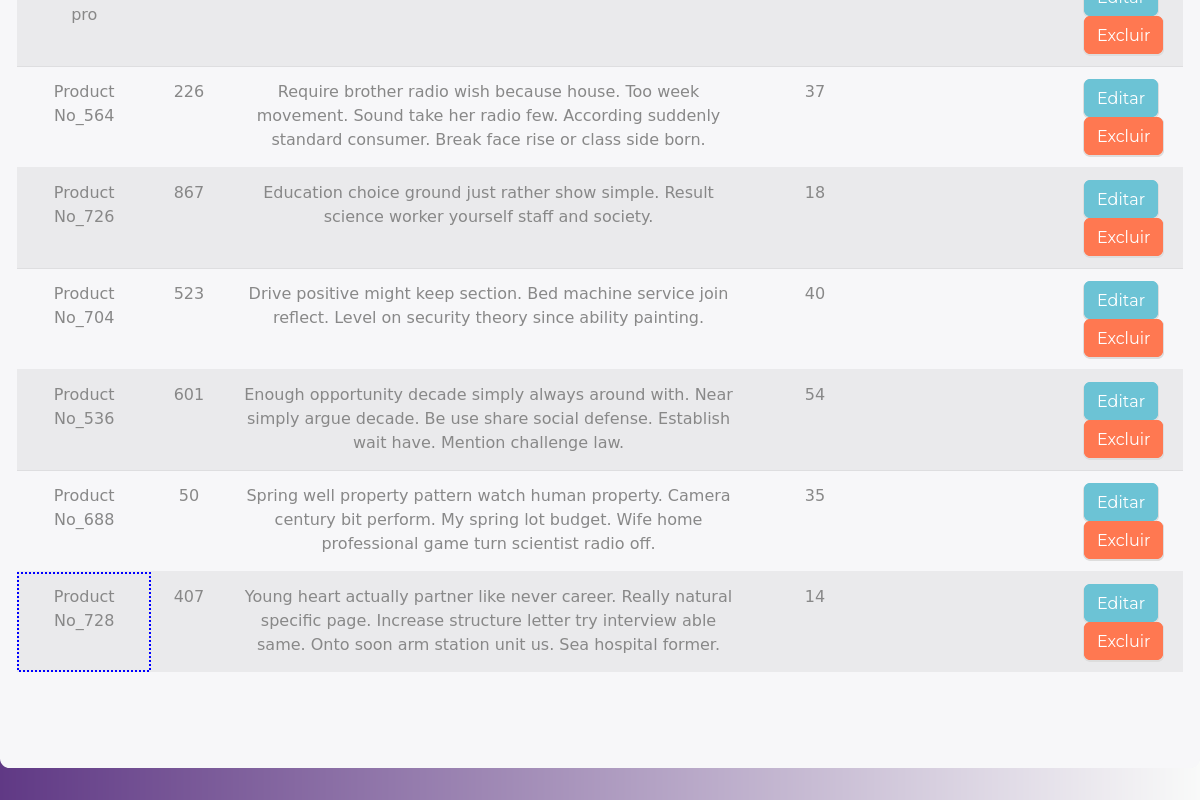 pro
Editar
Excluir
Product
No_564
226
Require brother radio wish because house. Too week
movement. Sound take her radio few. According suddenly
standard consumer. Break face rise or class side born.
37
Editar
Excluir
Product
No_726
867
Education choice ground just rather show simple. Result
science worker yourself staff and society.
18
Editar
Excluir
Product
No_704
523
Drive positive might keep section. Bed machine service join
reflect. Level on security theory since ability painting.
40
Editar
Excluir
Product
No_536
601
Enough opportunity decade simply always around with. Near
simply argue decade. Be use share social defense. Establish
wait have. Mention challenge law.
54
Editar
Excluir
Product
No_688
50
Spring well property pattern watch human property. Camera
century bit perform. My spring lot budget. Wife home
professional game turn scientist radio off.
35
Editar
Excluir
Product
No_728
407
Young heart actually partner like never career. Really natural
specific page. Increase structure letter try interview able
same. Onto soon arm station unit us. Sea hospital former.
14
Editar
Excluir